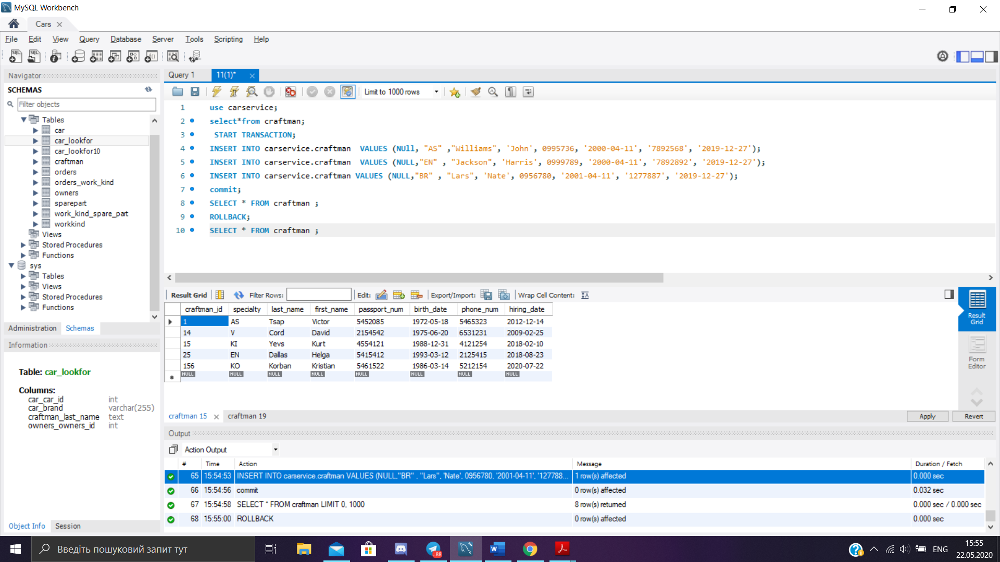 MySQL Workbench
Cars
File Edit View Query Database Server Tools Scripting Help
Navigator
SCHEMAS
Filter objects
Tables
car
car_lookfor
car_lookfor10
craftman
orders
orders_work_kind
owners
sparepart
work_kind_spare_part
workkind
Views
Stored Procedures
Functions
sys
Tables
Views
Stored Procedures
Functions
Administration Schemas
Information
Table: car_lookfor
Columns:
car_car_id int
car_brand varchar(255)
craftman_last_name text
owners_owners_id int
Object Info Session
Query 1 11(1)*
Limit to 1000 rows
1 use carservice;
2 select*from craftman;
3 START TRANSACTION;
4 INSERT INTO carservice.craftman VALUES (NUll, "AS" ,"Williams", 'John', 0995736, '2000-04-11', '7892568', '2019-12-27');
5 INSERT INTO carservice.craftman VALUES (NULL,"EN" , "Jackson", 'Harris', 0999789, '2000-04-11', '7892892', '2019-12-27');
6 INSERT INTO carservice.craftman VALUES (NULL,"BR" , "Lars", 'Nate', 0956780, '2001-04-11', '1277887', '2019-12-27');
7 commit;
8 SELECT * FROM craftman ;
9 ROLLBACK;
10 SELECT * FROM craftman ;
Result Grid Filter Rows: Edit: Export/Import: Wrap Cell Content:
craftman_id specialty last_name first_name passport_num birth_date phone_num hiring_date
1 AS Tsap Victor 5452085 1972-05-18 5465323 2012-12-14
14 V Cord David 2154542 1975-06-20 6531231 2009-02-25
15 KI Yevs Kurt 4554121 1988-12-31 4121254 2018-02-10
25 EN Dallas Helga 5415412 1993-03-12 2125415 2018-08-23
156 KO Korban Kristian 5461522 1986-03-14 5212154 2020-07-22
NULL NULL NULL NULL NULL NULL NULL NULL
Result
Grid
Form
Editor
craftman 15 craftman 19
Apply Revert
Output
Action Output
# Time Action Message Duration / Fetch
65 15:54:53 INSERT INTO carservice.craftman VALUES (NULL,"BR" , "Lars", 'Nate', 0956780, '2001-04-11', '127788... 1 row(s) affected 0.000 sec
66 15:54:56 commit 0 row(s) affected 0.032 sec
67 15:54:58 SELECT * FROM craftman LIMIT 0, 1000 8 row(s) returned 0.000 sec / 0.000 sec
68 15:55:00 ROLLBACK 0 row(s) affected 0.000 sec
Введіть пошуковий запит тут
88
ENG
15:55
22.05.2020